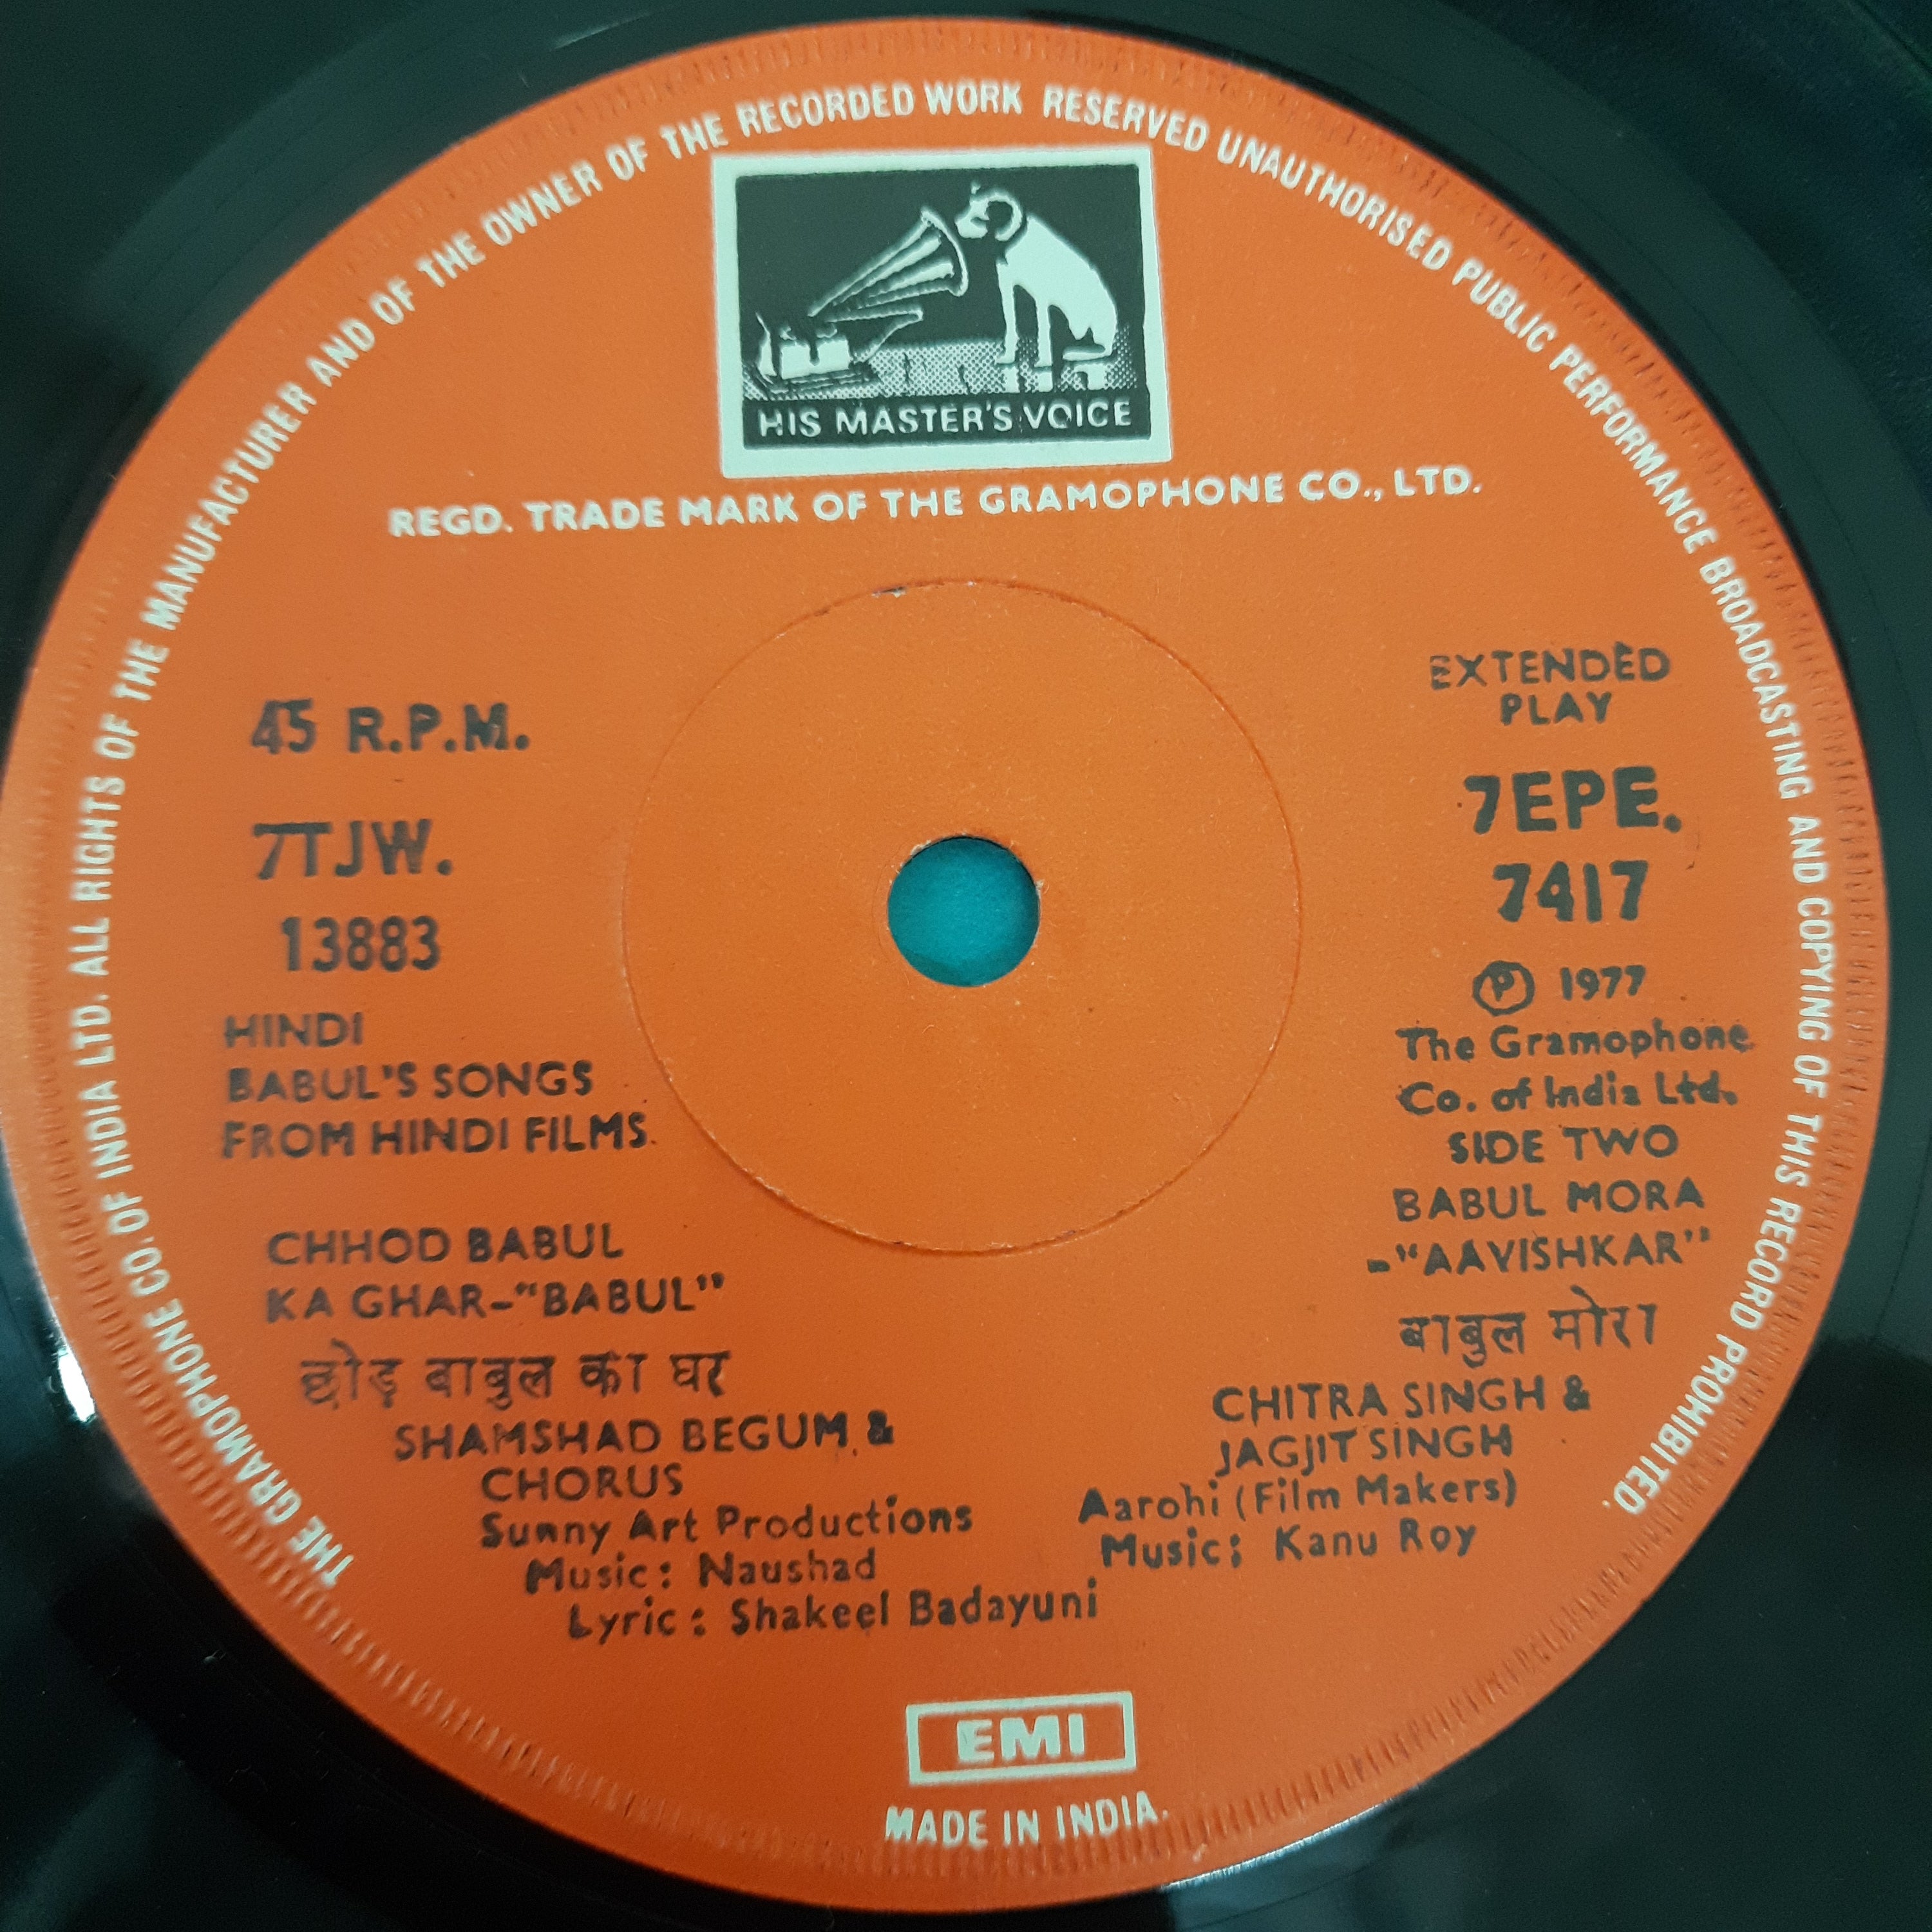 THE GRAMOPHONE CO. OF INDIA LTD. ALL RIGHTS OF THE MANUFACTURER AND OF THE OWNER OF THE RECORDED WORK RESERVED UNAUTHORISED PUBLIC PERFORMANCE BROADCASTING AND COPYING OF THIS RECORD PROHIBITED.
HIS MASTER'S VOICE
REGD. TRADE MARK OF THE GRAMOPHONE CO., LTD.
45 R.P.M.
7TJW.
13883
HINDI
BABUL'S SONGS
FROM HINDI FILMS
CHHOD BABUL
KA GHAR-"BABUL"
छोड़ बाबुल का घर
SHAMSHAD BEGUM &
CHORUS
Sunny Art Productions
Music: Naushad
Lyric: Shakeel Badayuni
EXTENDED
PLAY
7EPE.
7417
Ⓟ 1977
The Gramophone
Co. of India Ltd.
SIDE TWO
BABUL MORA
-"AAVISHKAR"
बाबुल मोरा
CHITRA SINGH &
JAGJIT SINGH
Aarohi (Film Makers)
Music: Kanu Roy
EMI
MADE IN INDIA.